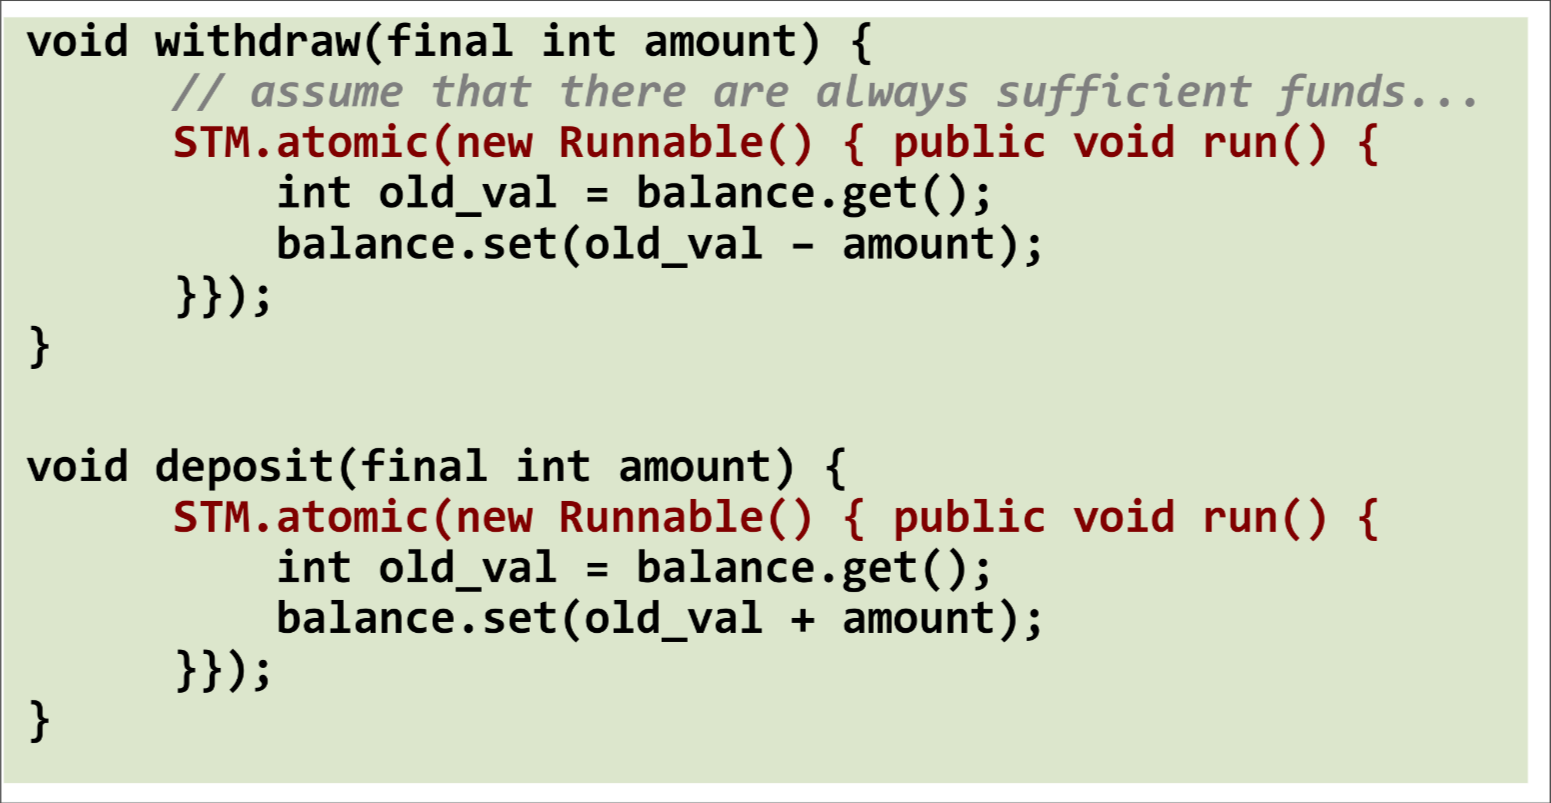 void withdraw(final int amount) {
// assume that there are always sufficient funds...
STM.atomic(new Runnable() { public void run() {
int old_val = balance.get();
balance.set(old_val – amount);
}});
}
void deposit(final int amount) {
STM.atomic(new Runnable() { public void run() {
int old_val = balance.get();
balance.set(old_val + amount);
}});
}